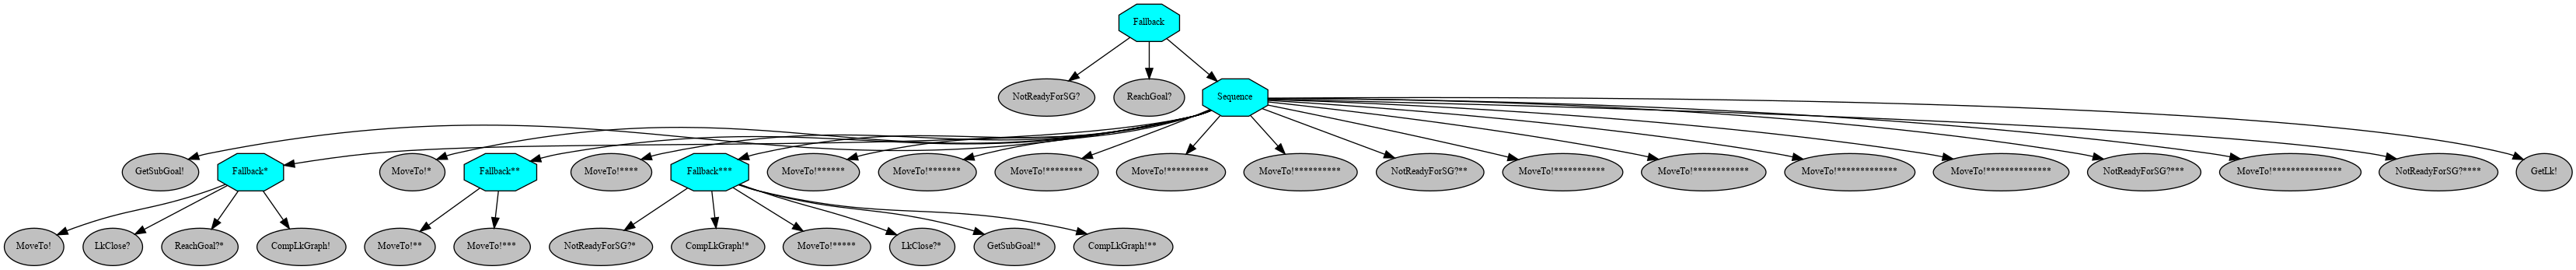 Fallback
NotReadyForSG?
ReachGoal?
Sequence
GetSubGoal!
Fallback*
MoveTo!*
Fallback**
MoveTo!****
Fallback***
MoveTo!******
MoveTo!*******
MoveTo!********
MoveTo!*********
MoveTo!**********
NotReadyForSG?**
MoveTo!***********
MoveTo!************
MoveTo!*************
MoveTo!**************
NotReadyForSG?***
MoveTo!***************
NotReadyForSG?****
GetLk!
MoveTo!
LkClose?
ReachGoal?*
CompLkGraph!
MoveTo!**
MoveTo!***
NotReadyForSG?*
CompLkGraph!*
MoveTo!*****
LkClose?*
GetSubGoal!*
CompLkGraph!**